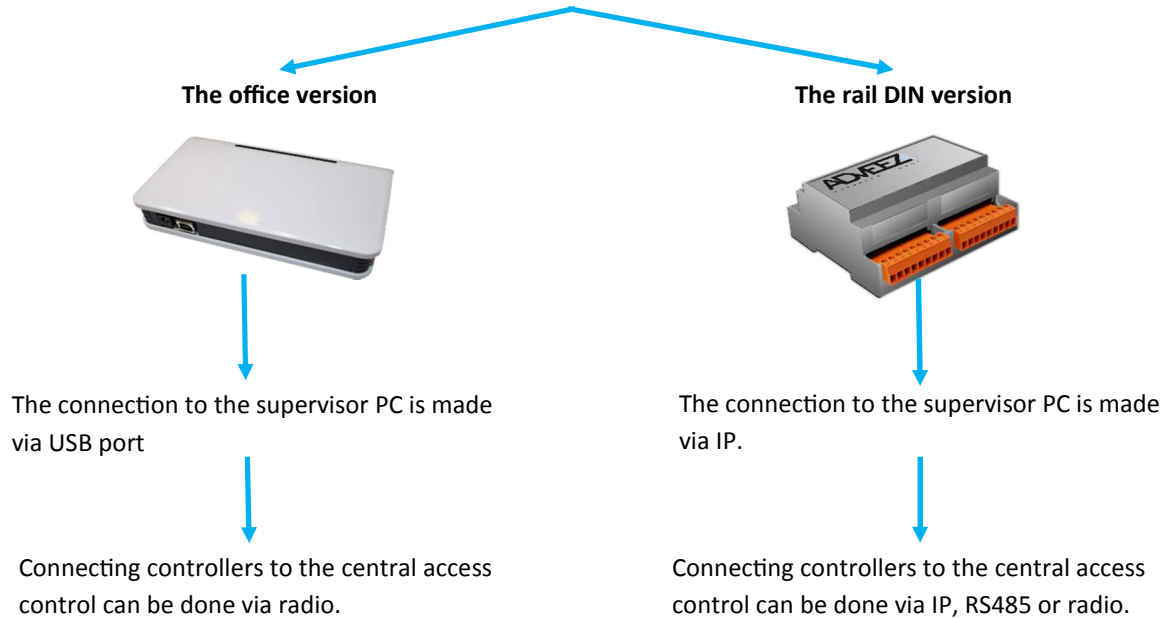 The office version
The rail DIN version
ADVEEZ
The connection to the supervisor PC is made
via USB port
The connection to the supervisor PC is made
via IP.
Connecting controllers to the central access
control can be done via radio.
Connecting controllers to the central access
control can be done via IP, RS485 or radio.